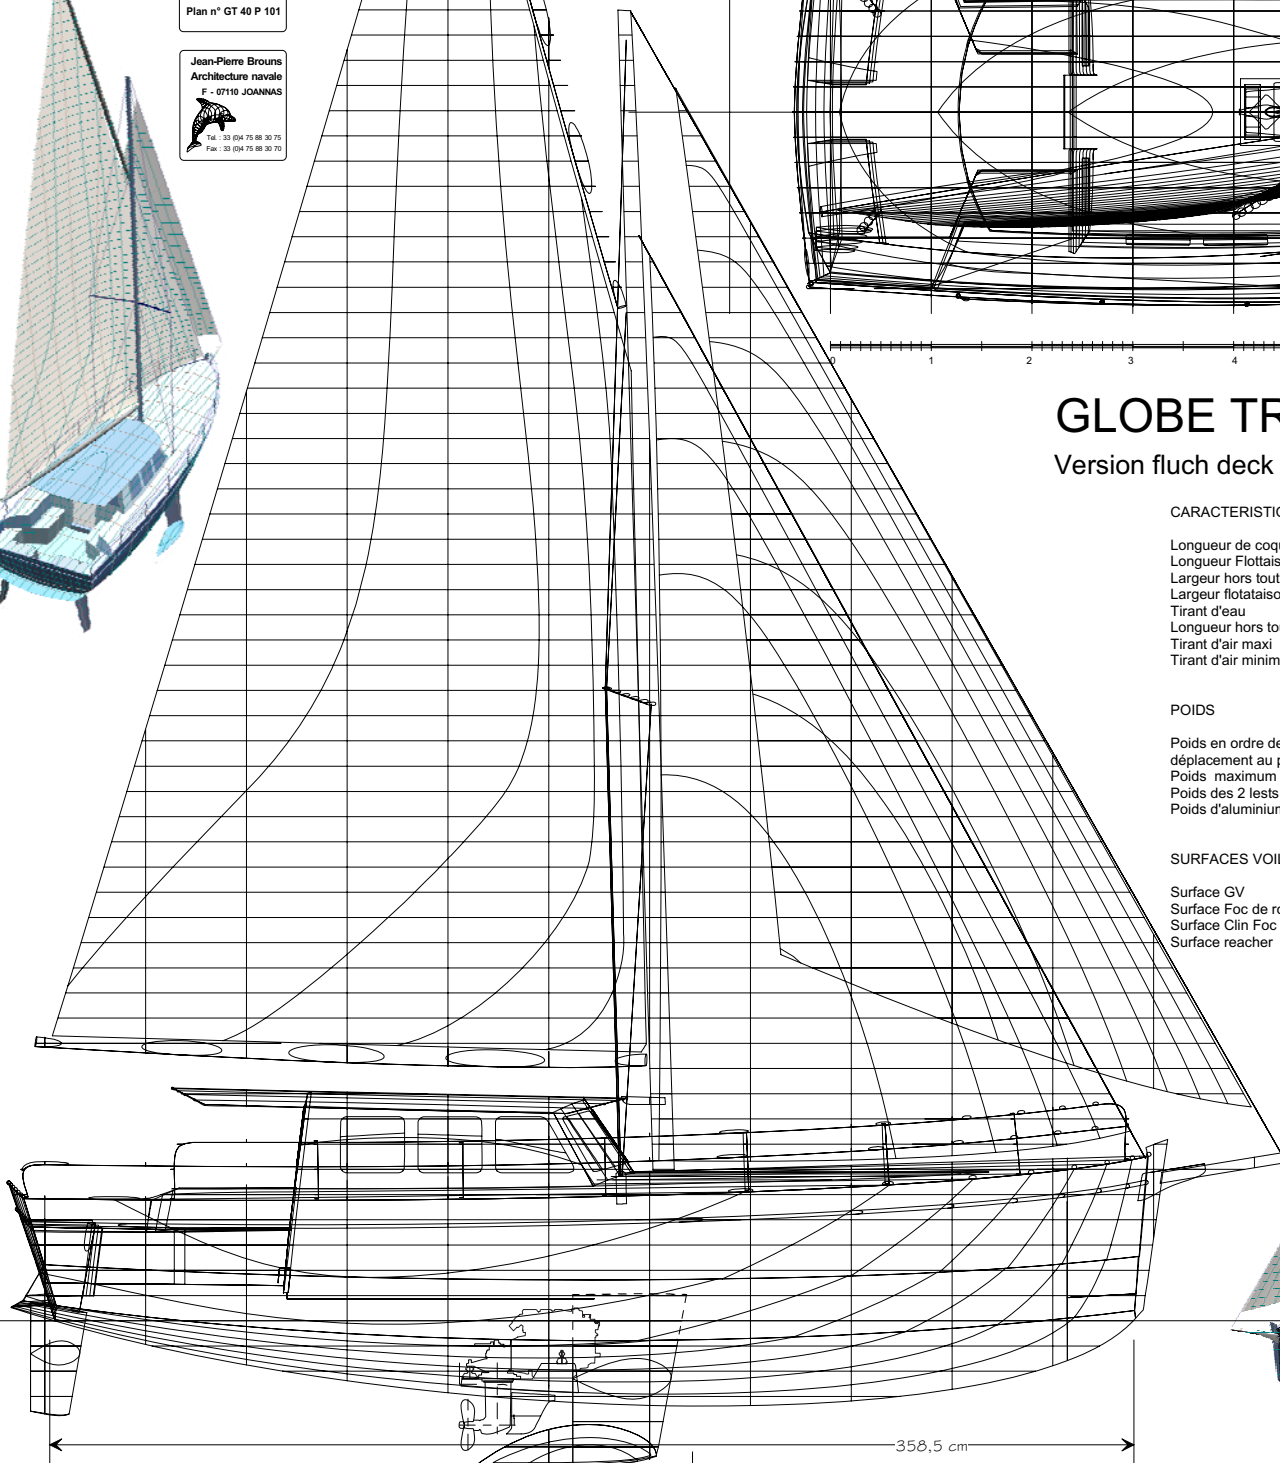 Plan n° GT 40 P 101
Jean-Pierre Brouns
Architecture navale
F - 07110 JOANNAS
Tel. : 33 (0)4 75 88 30 75
Fax : 33 (0)4 75 88 30 70
0 1 2 3 4
GLOBE TR
Version fluch deck
CARACTERISTIC
Longueur de coqu
Longueur Flottais
Largeur hors tout
Largeur flotataiso
Tirant d'eau
Longueur hors tou
Tirant d'air maxi
Tirant d'air minim
POIDS
Poids en ordre de
déplacement au p
Poids maximum
Poids des 2 lests
Poids d'aluminium
SURFACES VOIL
Surface GV
Surface Foc de ro
Surface Clin Foc
Surface reacher
358,5 cm